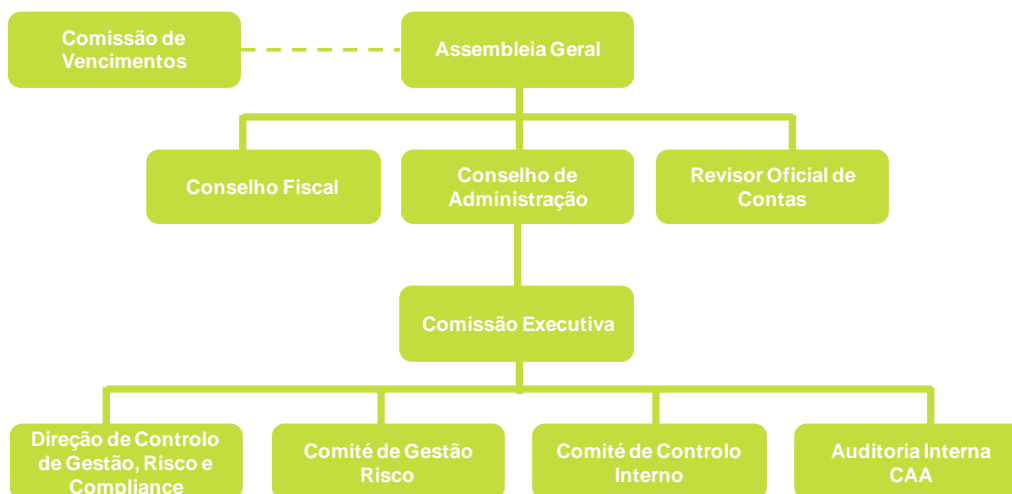 Comissão de
Vencimentos
Assembleia Geral
Conselho Fiscal
Conselho de
Administração
Revisor Oficial de
Contas
Comissão Executiva
Direção de Controlo
de Gestão, Risco e
Compliance
Comité de Gestão
Risco
Comité de Controlo
Interno
Auditoria Interna
CAA